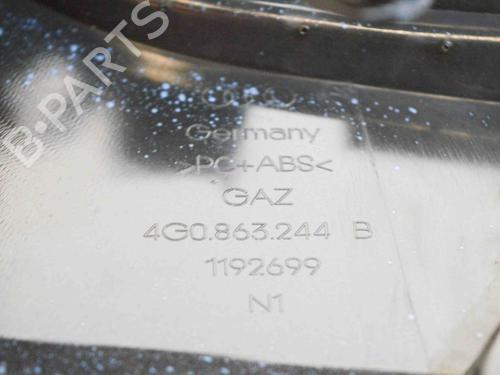 B-PARTS
Germany
>PC+ABS<
GAZ
4G0.863.244 B
1192699
N1